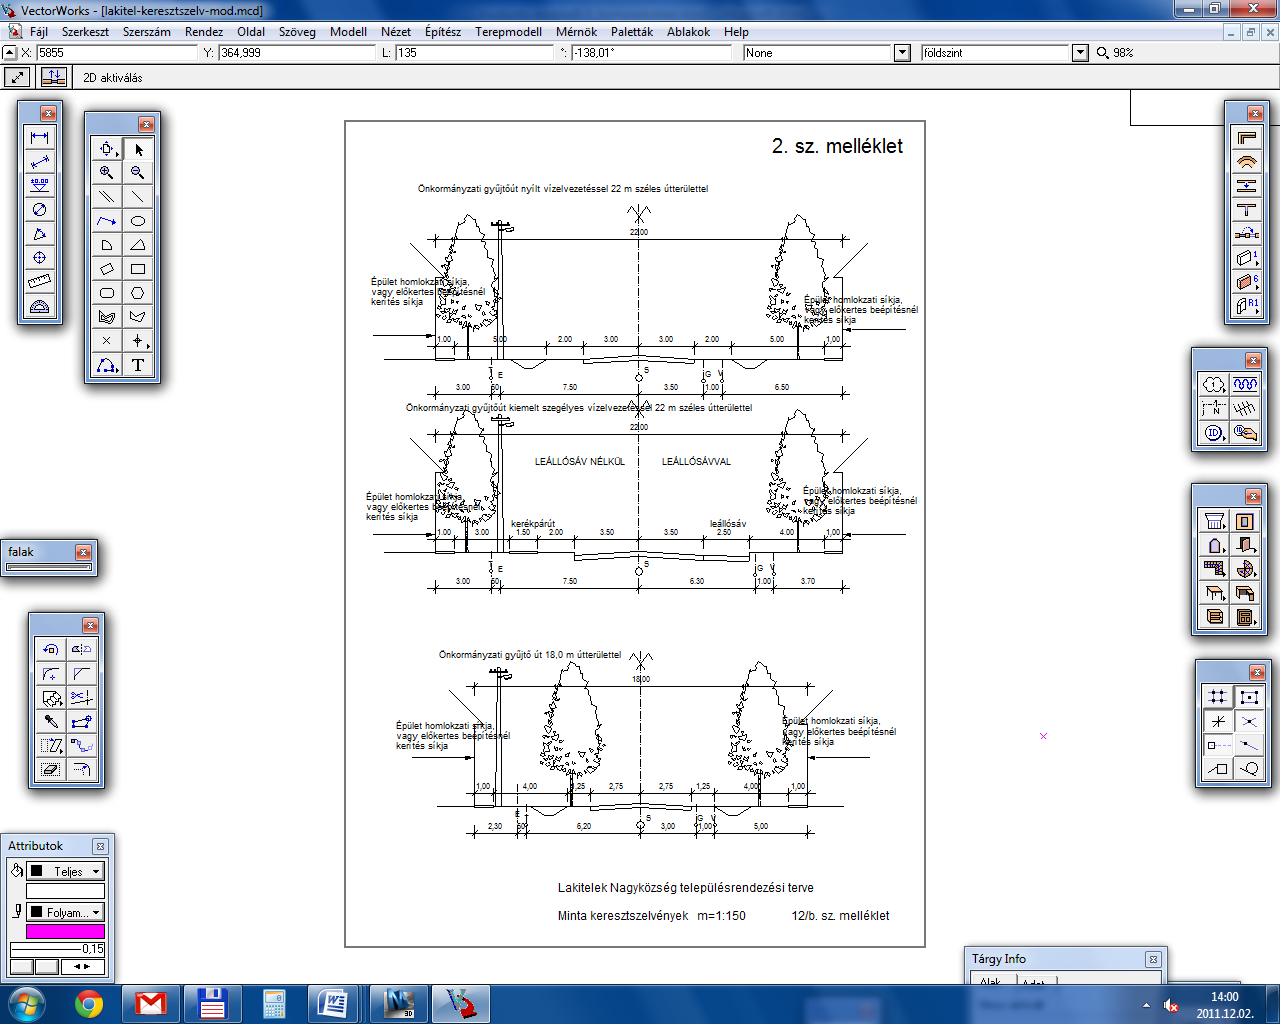 VectorWorks - [lakitel-keresztszelv-mod.mcd]
Fájl Szerkeszt Szerszám Rendez Oldal Szöveg Modell Nézet Építész Terepmodell Mérnök Paletták Ablakok Help
X: 5855 Y: 364,999 L: 135 °: -138,01° None földszint 98%
2D aktiválás
2. sz. melléklet
Önkormányzati gyűjtőút nyílt vízelvezetéssel 22 m széles útterülettel
22.00
Épület homlokzati síkja,
vagy előkertes beépítésnél
kerítés síkja
Épület homlokzati síkja,
vagy előkertes beépítésnél
kerítés síkja
1.00 5.00 2.00 3.00 3.00 2.00 5.00 1,00
T E S G V
3.00 50 7.50 3.50 1.00 6.50
Önkormányzati gyűjtőút kiemelt szegélyes vízelvezetéssel 22 m széles útterülettel
22.00
LEÁLLÓSÁV NÉLKÜL LEÁLLÓSÁVVAL
Épület homlokzati síkja,
vagy előkertes beépítésnél
kerítés síkja
Épület homlokzati síkja,
vagy előkertes beépítésnél
kerítés síkja
kerékpárút leállósáv
1.00 3.00 1.50 2.00 3.50 3.50 2.50 4.00 1,00
T E S G V
3.00 50 7.50 6.30 1.00 3.70
Önkormányzati gyűjtő út 18,0 m útterülettel
18,00
Épület homlokzati síkja,
vagy előkertes beépítésnél
kerítés síkja
Épület homlokzati síkja,
vagy előkertes beépítésnél
kerítés síkja
1,00 4,00 1,25 2,75 2,75 1,25 4,00 1,00
E T S G V
2,30 50 6,20 3,00 1,00 5,00
Lakitelek Nagyközség településrendezési terve
Minta keresztszelvények m=1:150 12/b. sz. melléklet
falak
Attributok
Teljes
Folyam...
0,15
Tárgy Info
Alak Adat
14:00
2011.12.02.